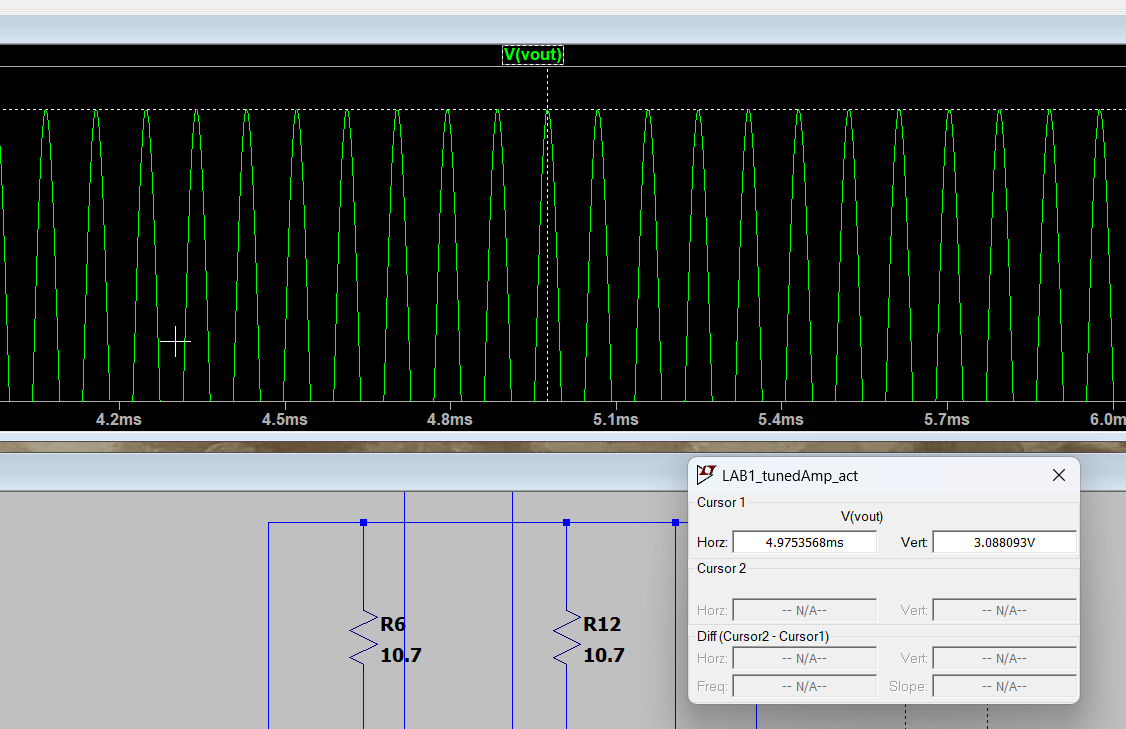 V(vout)
4.2ms 4.5ms 4.8ms 5.1ms 5.4ms 5.7ms 6.0m
LAB1_tunedAmp_act
Cursor 1
V(vout)
Horz: 4.9753568ms Vert: 3.088093V
Cursor 2
Horz: -- N/A-- Vert: -- N/A--
Diff (Cursor2 - Cursor1)
Horz: -- N/A-- Vert: -- N/A--
Freq: -- N/A-- Slope: -- N/A--
R6 R12
10.7 10.7